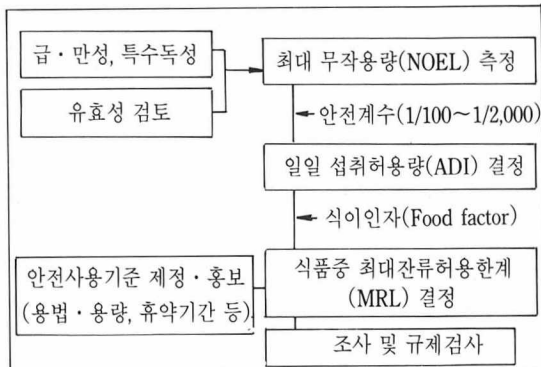 급·만성, 특수독성
최대 무작용량(NOEL) 측정
유효성 검토
안전계수(1/100~1/2,000)
일일 섭취허용량(ADI) 결정
식이인자(Food factor)
안전사용기준 제정·홍보
(용법·용량, 휴약기간 등)
식품중 최대잔류허용한계
(MRL) 결정
조사 및 규제검사